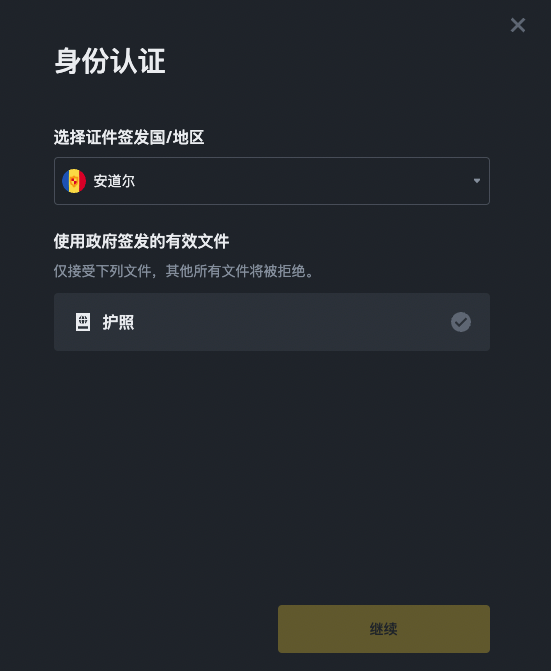 身份认证
选择证件签发国/地区
安道尔
使用政府签发的有效文件
仅接受下列文件，其他所有文件将被拒绝。
护照
继续